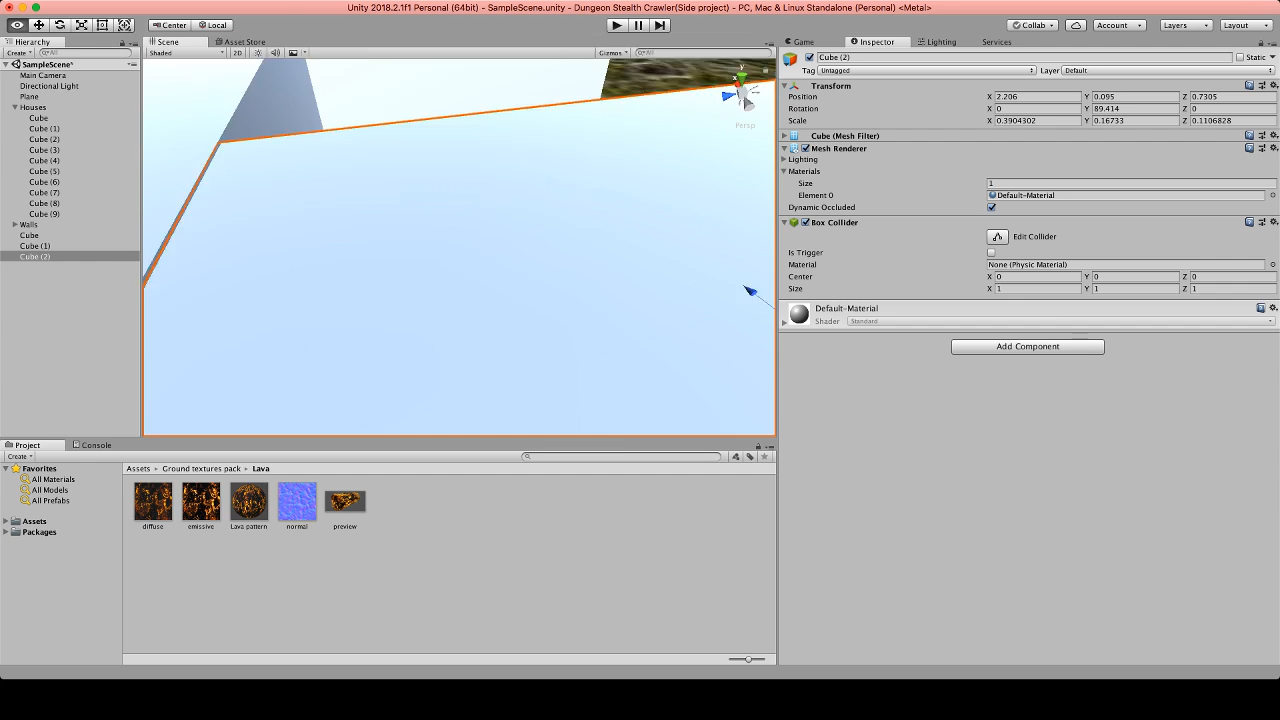 Unity 2018.2.1f1 Personal (64bit) - SampleScene.unity - Dungeon Stealth Crawler(Side project) - PC, Mac & Linux Standalone (Personal) <Metal>
Center Local Collab Account Layers Layout
Hierarchy Scene Asset Store Game Inspector Lighting Services
Create All Shaded 2D Gizmos All
SampleScene*
Main Camera
Directional Light
Plane
Houses
Cube
Cube (1)
Cube (2)
Cube (3)
Cube (4)
Cube (5)
Cube (6)
Cube (7)
Cube (8)
Cube (9)
Walls
Cube
Cube (1)
Cube (2)
y
x
Persp
Cube (2) Static
Tag Untagged Layer Default
Transform
Position X 2.206 Y 0.095 Z 0.7305
Rotation X 0 Y 89.414 Z 0
Scale X 0.3904302 Y 0.16733 Z 0.1106828
Cube (Mesh Filter)
Mesh Renderer
Lighting
Materials
Size 1
Element 0 Default-Material
Dynamic Occluded
Box Collider
Edit Collider
Is Trigger
Material None (Physic Material)
Center X 0 Y 0 Z 0
Size X 1 Y 1 Z 1
Default-Material
Shader Standard
Add Component
Project Console
Create
Favorites
All Materials
All Models
All Prefabs
Assets
Packages
Assets Ground textures pack Lava
diffuse emissive Lava pattern normal preview